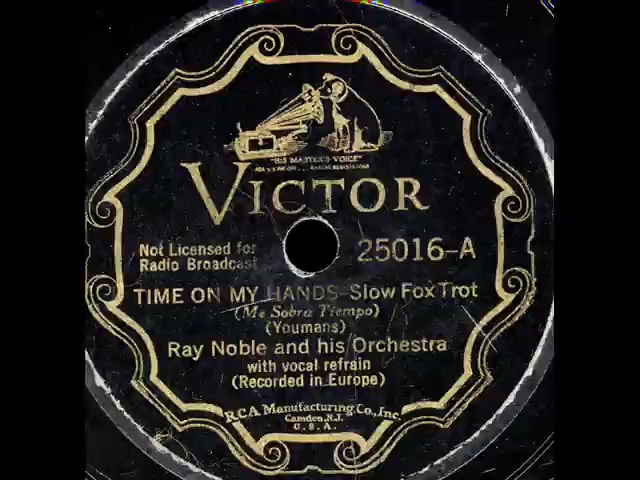 "HIS MASTER'S VOICE"
VICTOR
Not Licensed for
Radio Broadcast
25016-A
TIME ON MY HANDS-Slow Fox Trot
(Me Sobra Tiempo)
(Youmans)
Ray Noble and his Orchestra
with vocal refrain
(Recorded in Europe)
RCA Manufacturing Co., Inc.
Camden, N.J.
U.S.A.